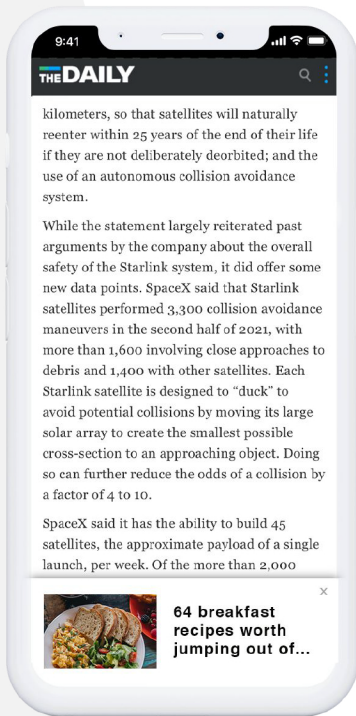 9:41
THE DAILY
kilometers, so that satellites will naturally
reenter within 25 years of the end of their life
if they are not deliberately deorbited; and the
use of an autonomous collision avoidance
system.
While the statement largely reiterated past
arguments by the company about the overall
safety of the Starlink system, it did offer some
new data points. SpaceX said that Starlink
satellites performed 3,300 collision avoidance
maneuvers in the second half of 2021, with
more than 1,600 involving close approaches to
debris and 1,400 with other satellites. Each
Starlink satellite is designed to “duck” to
avoid potential collisions by moving its large
solar array to create the smallest possible
cross-section to an approaching object. Doing
so can further reduce the odds of a collision by
a factor of 4 to 10.
SpaceX said it has the ability to build 45
satellites, the approximate payload of a single
launch, per week. Of the more than 2,000
64 breakfast
recipes worth
jumping out of...